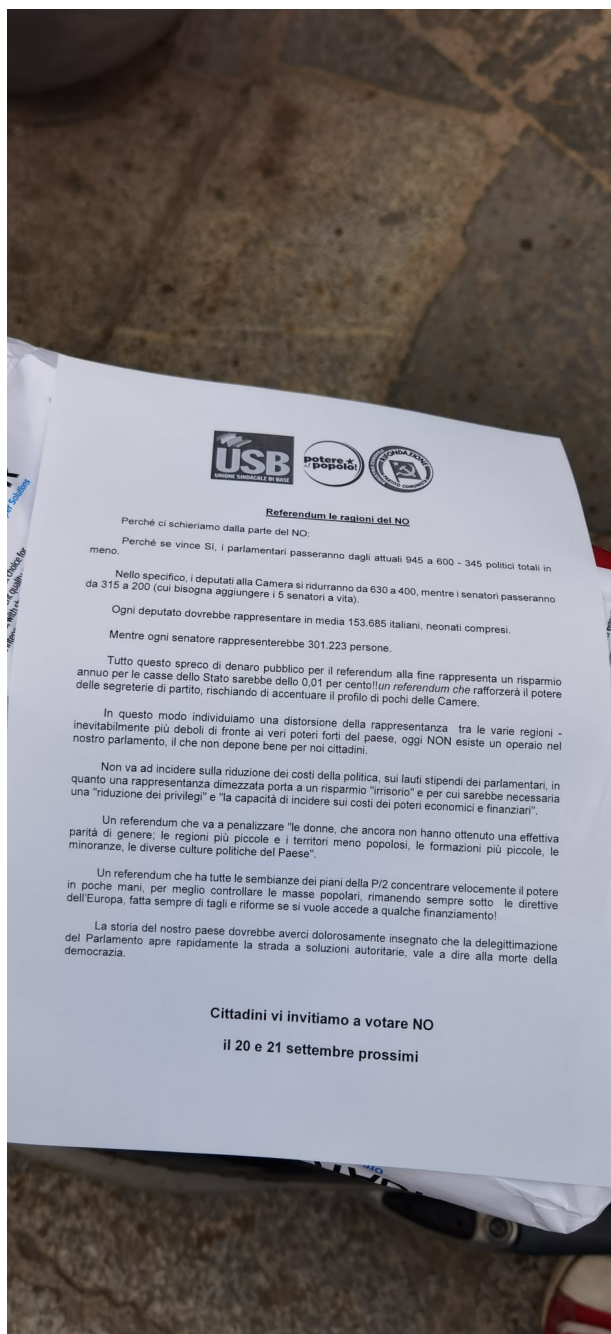 USB
UNIONE SINDACALE DI BASE
potere
al popolo!
RIFONDAZIONE
PARTITO COMUNISTA
Referendum le ragioni del NO
Perché ci schieriamo dalla parte del NO:
Perché se vince Sì, i parlamentari passeranno dagli attuali 945 a 600 - 345 politici totali in
meno.
Nello specifico, i deputati alla Camera si ridurranno da 630 a 400, mentre i senatori passeranno
da 315 a 200 (cui bisogna aggiungere i 5 senatori a vita).
Ogni deputato dovrebbe rappresentare in media 153.685 italiani, neonati compresi.
Mentre ogni senatore rappresenterebbe 301.223 persone.
Tutto questo spreco di denaro pubblico per il referendum alla fine rappresenta un risparmio
annuo per le casse dello Stato sarebbe dello 0,01 per cento!!un referendum che rafforzerà il potere
delle segreterie di partito, rischiando di accentuare il profilo di pochi delle Camere.
In questo modo individuiamo una distorsione della rappresentanza tra le varie regioni -
inevitabilmente più deboli di fronte ai veri poteri forti del paese, oggi NON esiste un operaio nel
nostro parlamento, il che non depone bene per noi cittadini.
Non va ad incidere sulla riduzione dei costi della politica, sui lauti stipendi dei parlamentari, in
quanto una rappresentanza dimezzata porta a un risparmio "irrisorio" e per cui sarebbe necessaria
una "riduzione dei privilegi" e "la capacità di incidere sui costi dei poteri economici e finanziari".
Un referendum che va a penalizzare "le donne, che ancora non hanno ottenuto una effettiva
parità di genere; le regioni più piccole e i territori meno popolosi, le formazioni più piccole, le
minoranze, le diverse culture politiche del Paese".
Un referendum che ha tutte le sembianze dei piani della P/2 concentrare velocemente il potere
in poche mani, per meglio controllare le masse popolari, rimanendo sempre sotto le direttive
dell'Europa, fatta sempre di tagli e riforme se si vuole accede a qualche finanziamento!
La storia del nostro paese dovrebbe averci dolorosamente insegnato che la delegittimazione
del Parlamento apre rapidamente la strada a soluzioni autoritarie, vale a dire alla morte della
democrazia.
Cittadini vi invitiamo a votare NO
il 20 e 21 settembre prossimi